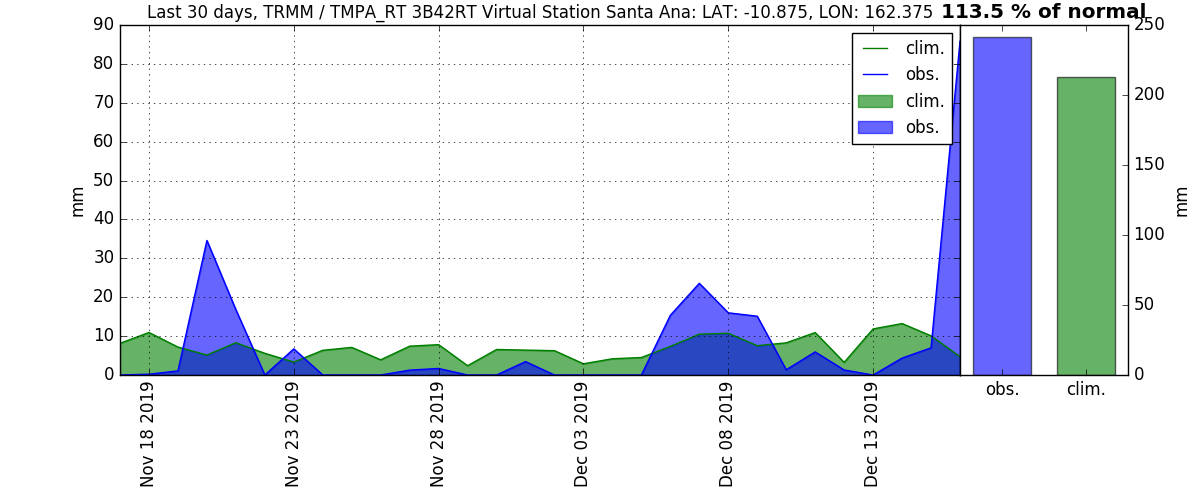 Last 30 days, TRMM / TMPA_RT 3B42RT Virtual Station Santa Ana: LAT: -10.875, LON: 162.375 113.5 % of normal
90
80
70
60
50
40
30
20
10
0
mm
clim.
obs.
clim.
obs.
Nov 18 2019
Nov 23 2019
Nov 28 2019
Dec 03 2019
Dec 08 2019
Dec 13 2019
250
200
150
100
50
0
mm
obs.
clim.